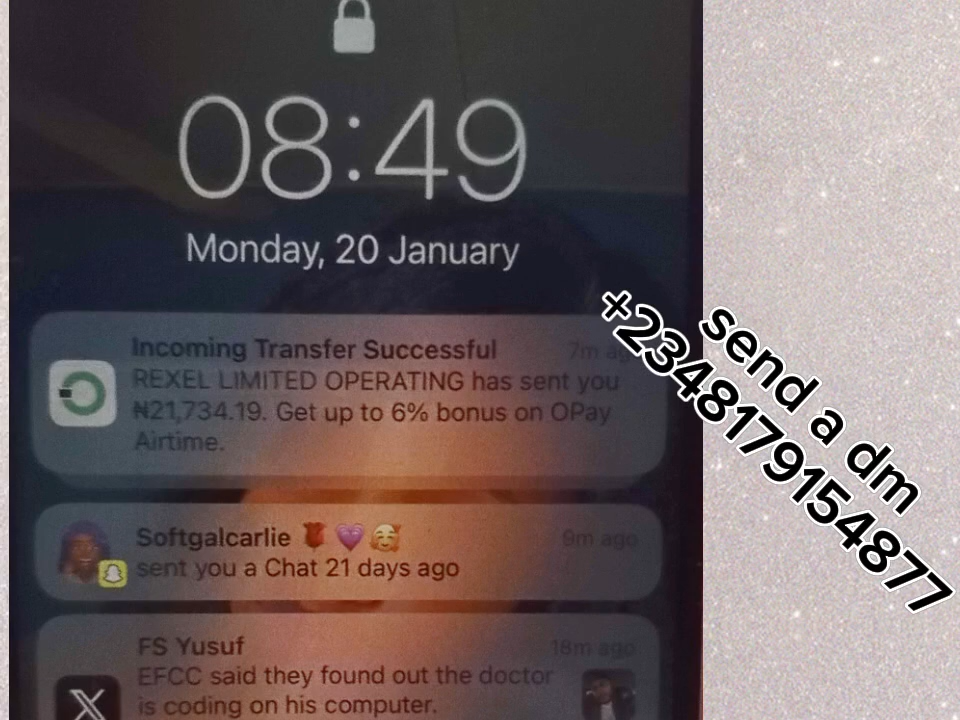 08:49
Monday, 20 January
Incoming Transfer Successful
7m ago
REXEL LIMITED OPERATING has sent you
₦21,734.19. Get up to 6% bonus on OPay
Airtime.
Softgalcarlie 🌹💜🥰
9m ago
sent you a Chat 21 days ago
FS Yusuf
18m ago
EFCC said they found out the doctor
is coding on his computer.
send a dm
+2348179154877